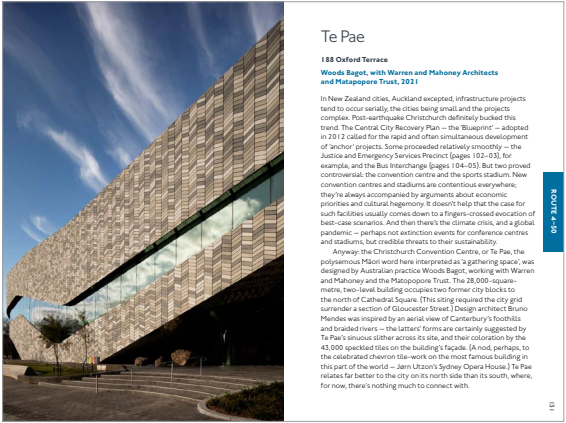 Te Pae
188 Oxford Terrace
Woods Bagot, with Warren and Mahoney Architects
and Matapopore Trust, 2021
In New Zealand cities, Auckland excepted, infrastructure projects
tend to occur serially, the cities being small and the projects
complex. Post-earthquake Christchurch definitely bucked this
trend. The Central City Recovery Plan — the ‘Blueprint’ — adopted
in 2012 called for the rapid and often simultaneous development
of ‘anchor’ projects. Some proceeded relatively smoothly — the
Justice and Emergency Services Precinct (pages 102–03), for
example, and the Bus Interchange (pages 104–05). But two proved
controversial: the convention centre and the sports stadium. New
convention centres and stadiums are contentious everywhere;
they’re always accompanied by arguments about economic
priorities and cultural hegemony. It doesn’t help that the case for
such facilities usually comes down to a fingers-crossed evocation of
best-case scenarios. And then there’s the climate crisis, and a global
pandemic — perhaps not extinction events for conference centres
and stadiums, but credible threats to their sustainability.
Anyway: the Christchurch Convention Centre, or Te Pae, the
polysemous Māori word here interpreted as ‘a gathering space’, was
designed by Australian practice Woods Bagot, working with Warren
and Mahoney and the Matopopore Trust. The 28,000-square-
metre, two-level building occupies two former city blocks to
the north of Cathedral Square. (This siting required the city grid
surrender a section of Gloucester Street.) Design architect Bruno
Mendes was inspired by an aerial view of Canterbury’s foothills
and braided rivers — the latters’ forms are certainly suggested by
Te Pae’s sinuous slither across its site, and their coloration by the
43,000 speckled tiles on the building’s façade. (A nod, perhaps, to
the celebrated chevron tile-work on the most famous building in
this part of the world — Jørn Utzon’s Sydney Opera House.) Te Pae
relates far better to the city on its north side than its south, where,
for now, there’s nothing much to connect with.
ROUTE 4–50
131